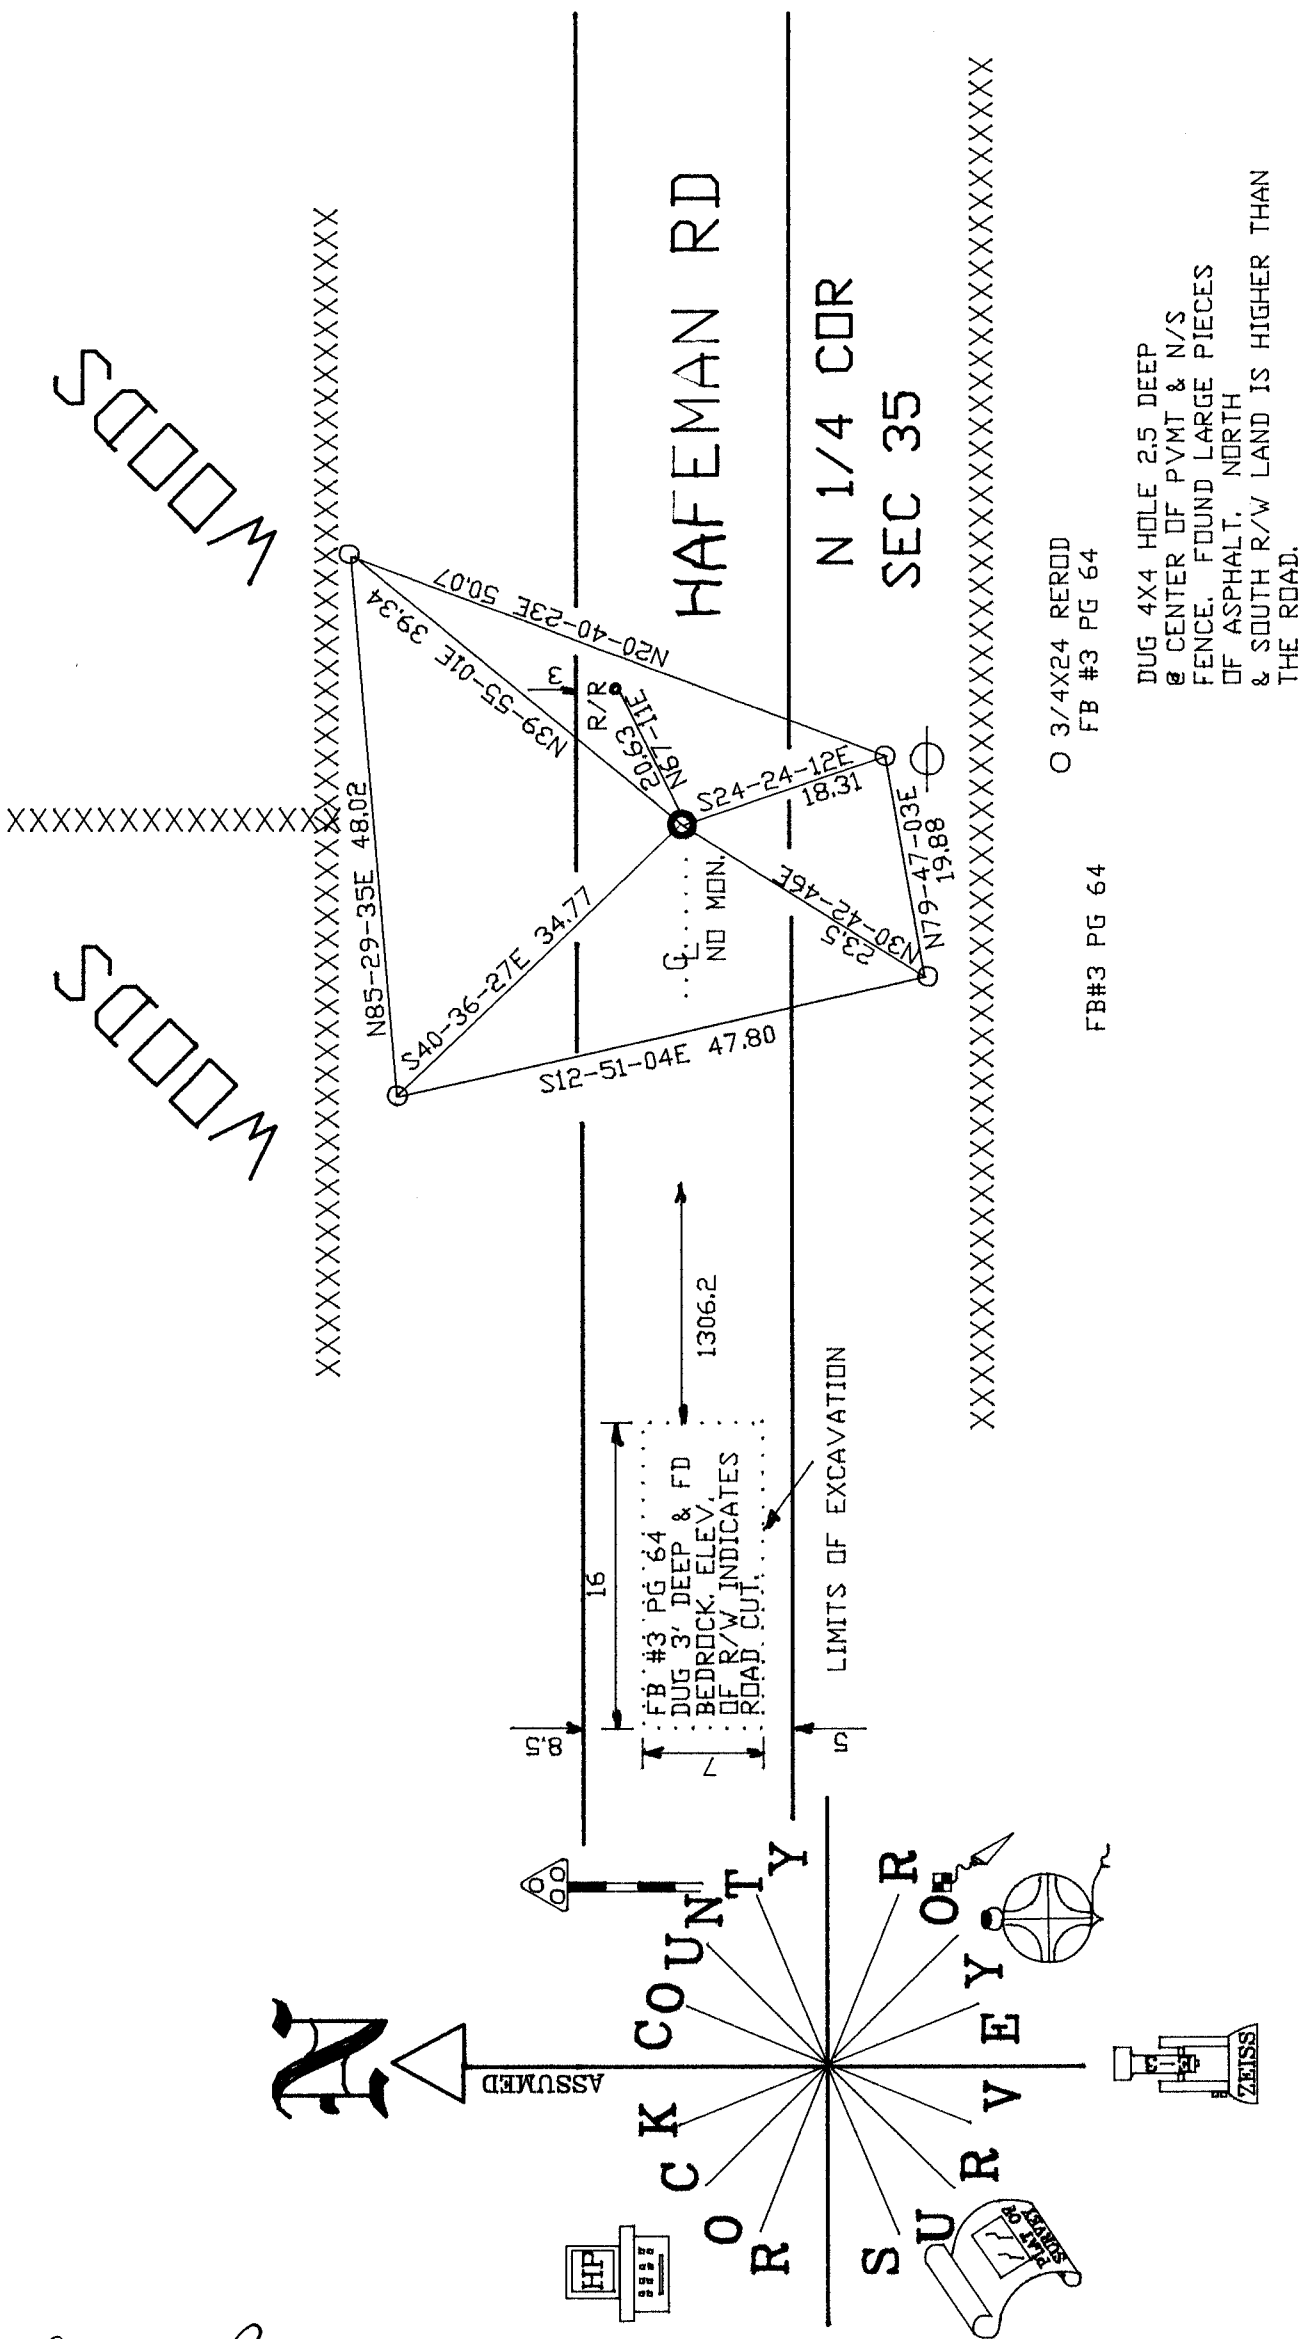 WOODS
WOODS
N85-29-35E 48.02
N39-55-01E 39.34
N20-40-23E 50.07
S40-36-27E 34.77
S12-51-04E 47.80
3
R/R
20.63
N67-11E
S24-24-12E
18.31
N30-42-46E
23.5
N79-47-03E
19.88
℄
NO MON.
HAFEMAN RD
N 1/4 COR
SEC 35
1306.2
16
8.5
7
5
FB #3 PG 64
DUG 3' DEEP & FD
BEDROCK. ELEV.
OF R/W INDICATES
ROAD CUT.
LIMITS OF EXCAVATION
O 3/4X24 REROD
FB #3 PG 64
FB#3 PG 64
DUG 4X4 HOLE 2.5 DEEP
@ CENTER OF PVMT & N/S
FENCE. FOUND LARGE PIECES
OF ASPHALT. NORTH
& SOUTH R/W LAND IS HIGHER THAN
THE ROAD.
N
ASSUMED
ROCK COUNTY
SURVEYOR
HP
PLAT OF
SURVEY
ZEISS